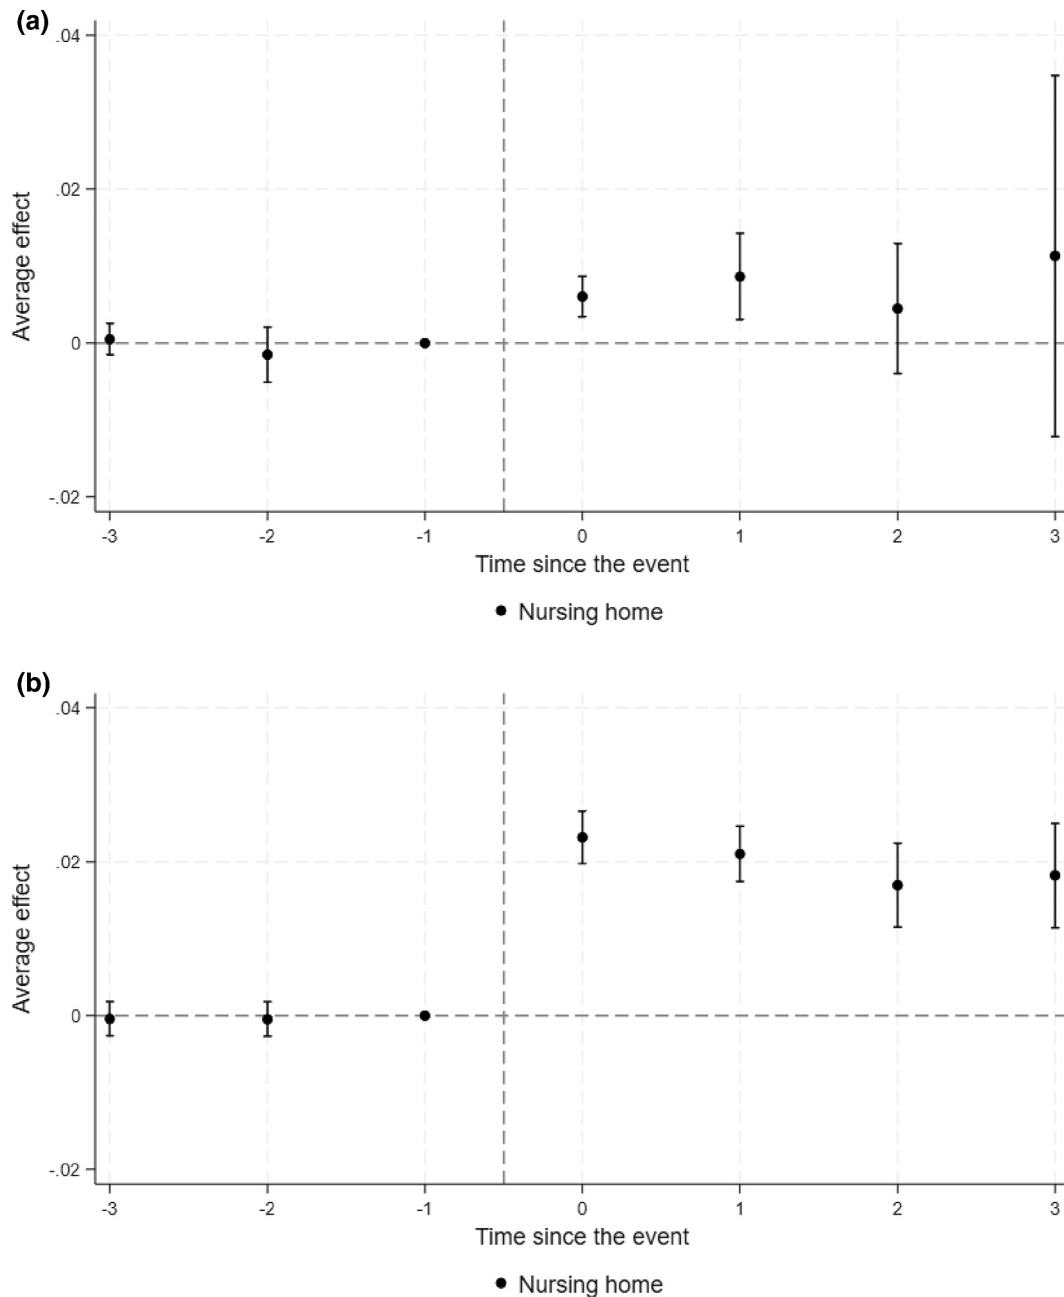 (a)
.04
.02
0
-.02
Average effect
-3 -2 -1 0 1 2 3
Time since the event
Nursing home
(b)
.04
.02
0
-.02
Average effect
-3 -2 -1 0 1 2 3
Time since the event
Nursing home